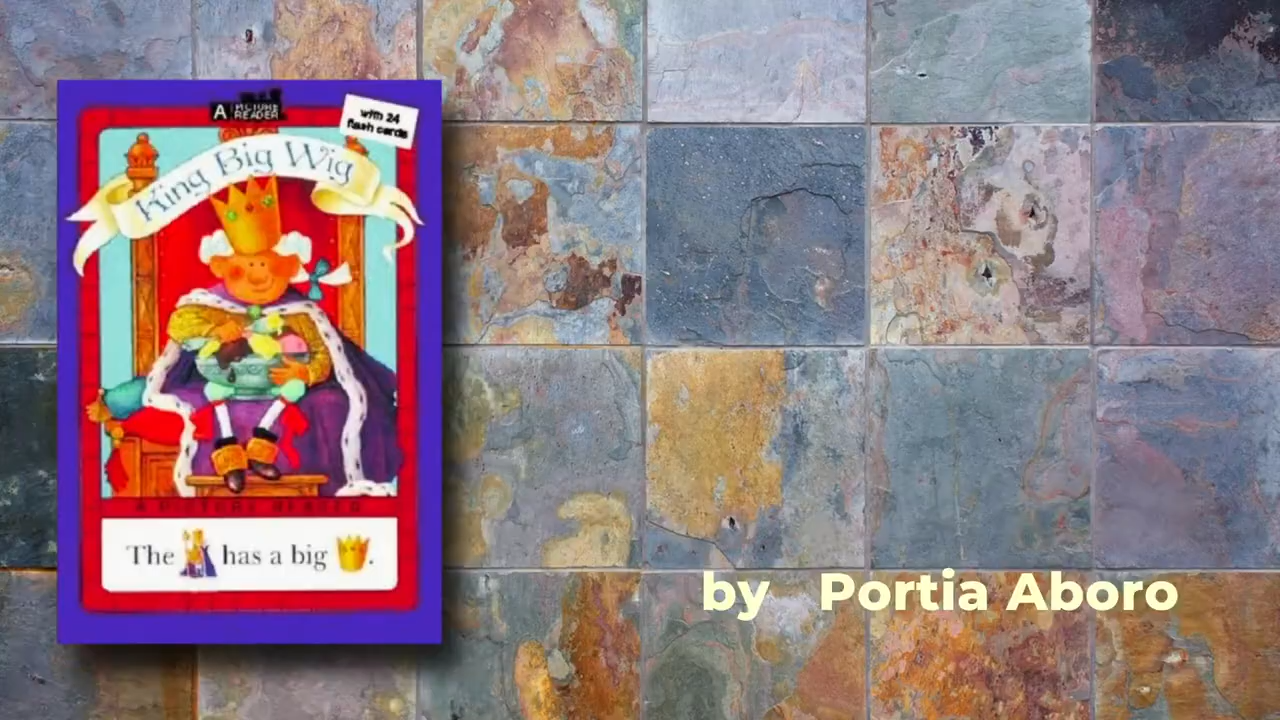 A PICTURE
READER
with 24
flash cards
King Big Wig
A PICTURE READER
The has a big .
by Portia Aboro